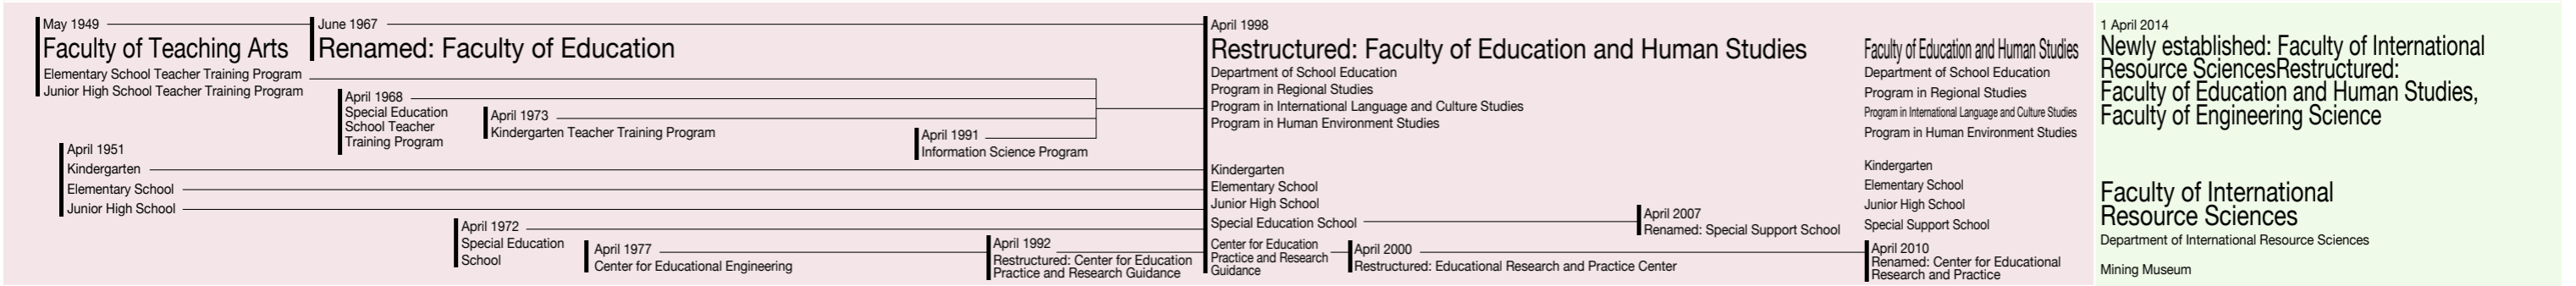 May 1949
Faculty of Teaching Arts
Elementary School Teacher Training Program
Junior High School Teacher Training Program
June 1967
Renamed: Faculty of Education
April 1968
Special Education
School Teacher
Training Program
April 1973
Kindergarten Teacher Training Program
April 1991
Information Science Program
April 1951
Kindergarten
Elementary School
Junior High School
April 1972
Special Education
School
April 1977
Center for Educational Engineering
April 1992
Restructured: Center for Education
Practice and Research Guidance
April 1998
Restructured: Faculty of Education and Human Studies
Department of School Education
Program in Regional Studies
Program in International Language and Culture Studies
Program in Human Environment Studies
Kindergarten
Elementary School
Junior High School
Special Education School
Center for Education
Practice and Research
Guidance
April 2000
Restructured: Educational Research and Practice Center
April 2007
Renamed: Special Support School
Faculty of Education and Human Studies
Department of School Education
Program in Regional Studies
Program in International Language and Culture Studies
Program in Human Environment Studies
Kindergarten
Elementary School
Junior High School
Special Support School
April 2010
Renamed: Center for Educational
Research and Practice
1 April 2014
Newly established: Faculty of International
Resource SciencesRestructured:
Faculty of Education and Human Studies,
Faculty of Engineering Science
Faculty of International
Resource Sciences
Department of International Resource Sciences
Mining Museum